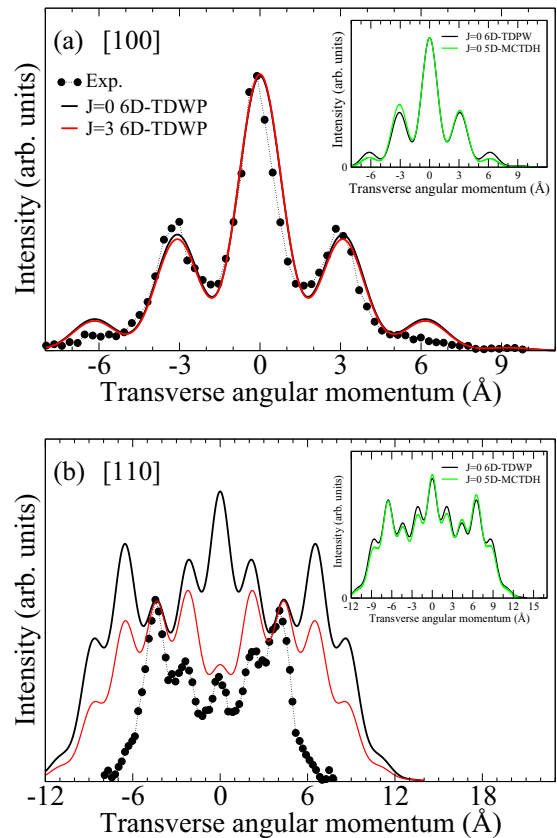 (a) [100]
Exp.
J=0 6D-TDWP
J=3 6D-TDWP
Intensity (arb. units)
-6 -3 0 3 6 9
Transverse angular momentum (Å)
J=0 6D-TDPW
J=0 5D-MCTDH
Intensity (arb. units)
0
-6 -3 0 3 6 9
Transverse angular momentum (Å)
(b) [110]
Intensity (arb. units)
-12 -6 0 6 12 18
Transverse angular momentum (Å)
J=0 6D-TDWP
J=0 5D-MCTDH
Intensity (arb. units)
0
-12 -9 -6 -3 0 3 6 9 12 15
Transverse angular momentum (Å)